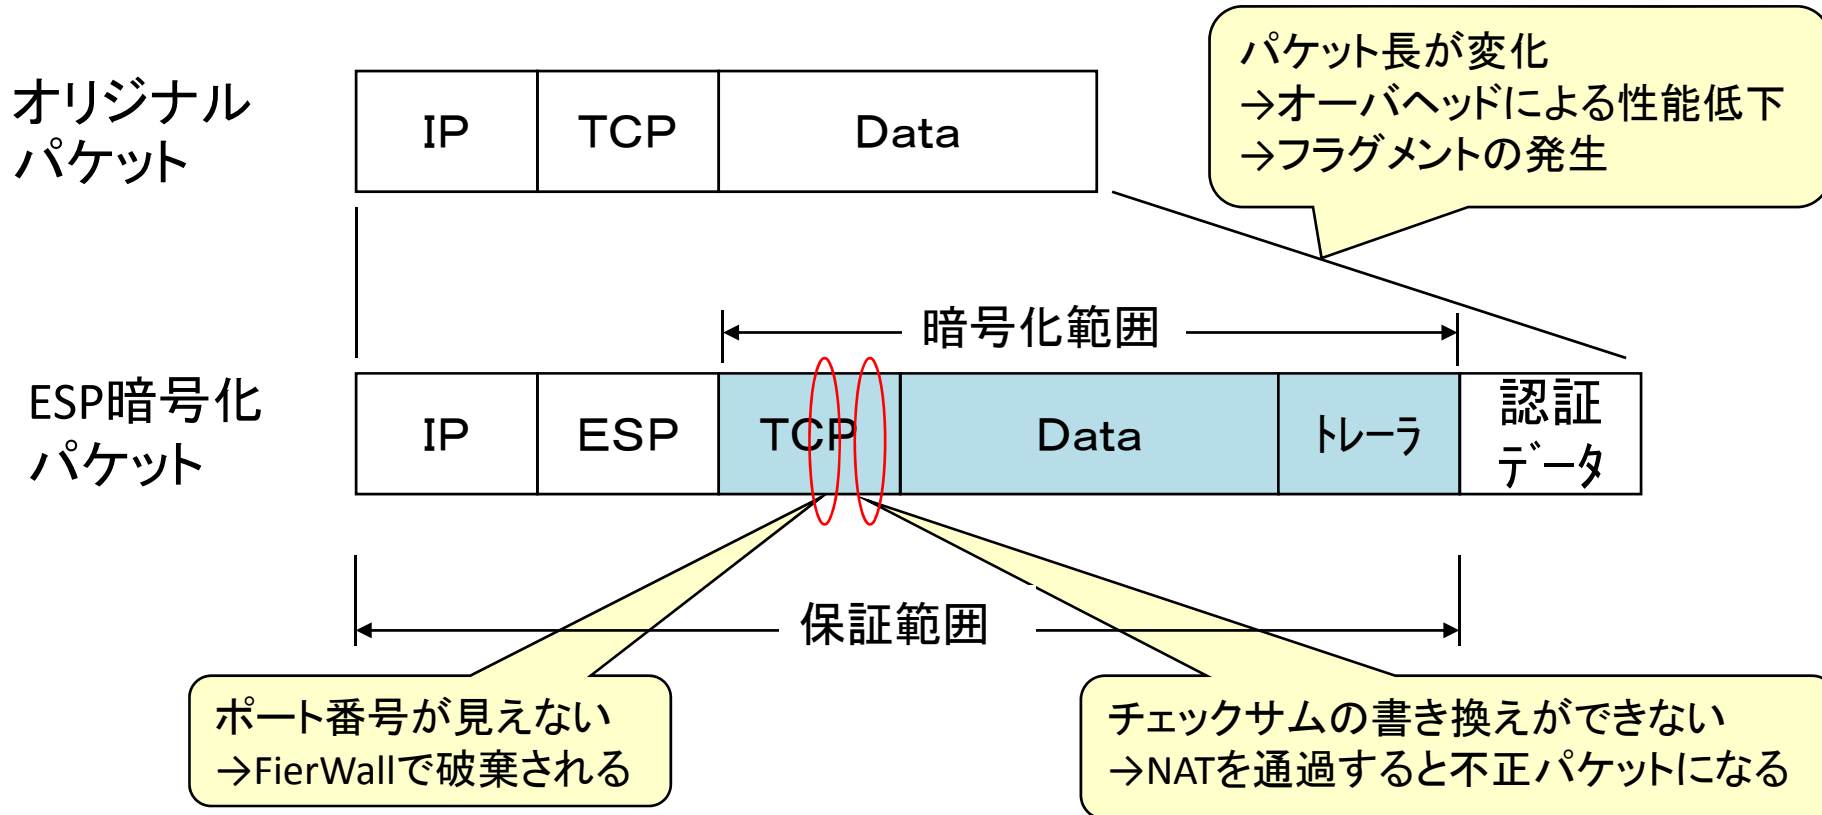 パケット長が変化
→オーバヘッドによる性能低下
→フラグメントの発生
オリジナル
パケット
IP TCP Data
暗号化範囲
ESP暗号化
パケット
IP ESP TCP Data トレーラ 認証
データ
保証範囲
ポート番号が見えない
→FierWallで破棄される
チェックサムの書き換えができない
→NATを通過すると不正パケットになる